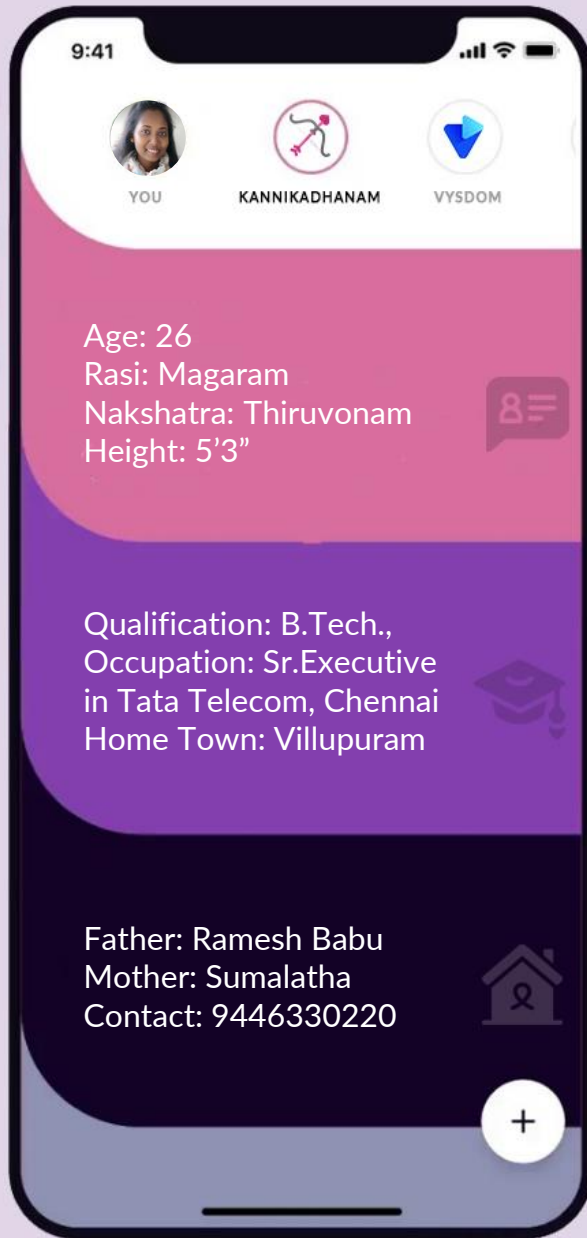 9:41
YOU
KANNIKADHANAM
VYSDOM
Age: 26
Rasi: Magaram
Nakshatra: Thiruvonam
Height: 5’3”
Qualification: B.Tech.,
Occupation: Sr.Executive
in Tata Telecom, Chennai
Home Town: Villupuram
Father: Ramesh Babu
Mother: Sumalatha
Contact: 9446330220
+